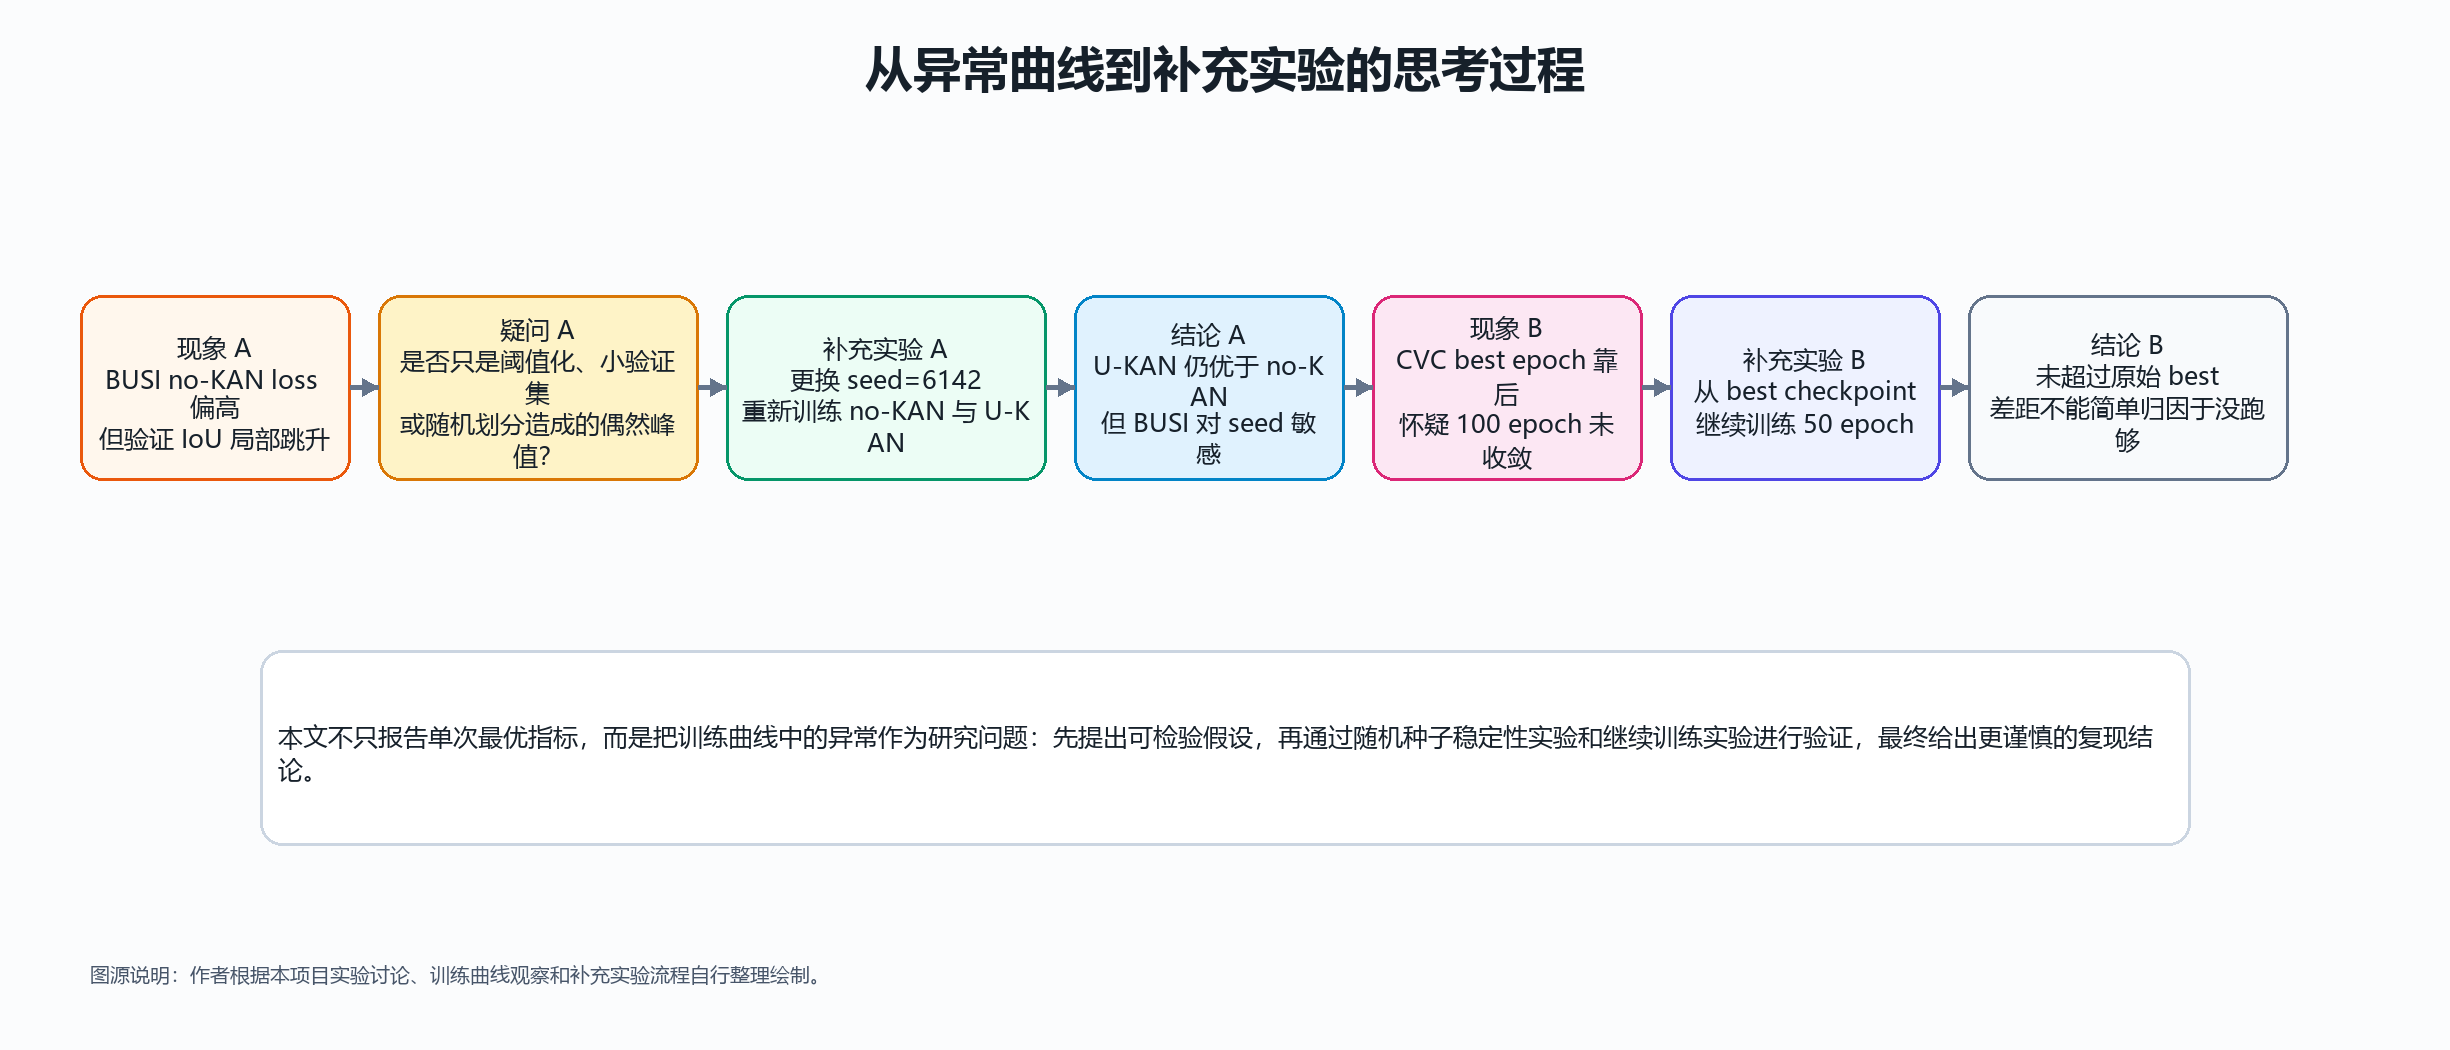 从异常曲线到补充实验的思考过程
现象 A
BUSI no-KAN loss
偏高
但验证 IoU 局部跳升
疑问 A
是否只是阈值化、小验证
集
或随机划分造成的偶然峰
值?
补充实验 A
更换 seed=6142
重新训练 no-KAN 与 U-K
AN
结论 A
U-KAN 仍优于 no-K
AN
但 BUSI 对 seed 敏
感
现象 B
CVC best epoch 靠
后
怀疑 100 epoch 未
收敛
补充实验 B
从 best checkpoint
继续训练 50 epoch
结论 B
未超过原始 best
差距不能简单归因于没跑
够
本文不只报告单次最优指标，而是把训练曲线中的异常作为研究问题：先提出可检验假设，再通过随机种子稳定性实验和继续训练实验进行验证，最终给出更谨慎的复现结
论。
图源说明：作者根据本项目实验讨论、训练曲线观察和补充实验流程自行整理绘制。